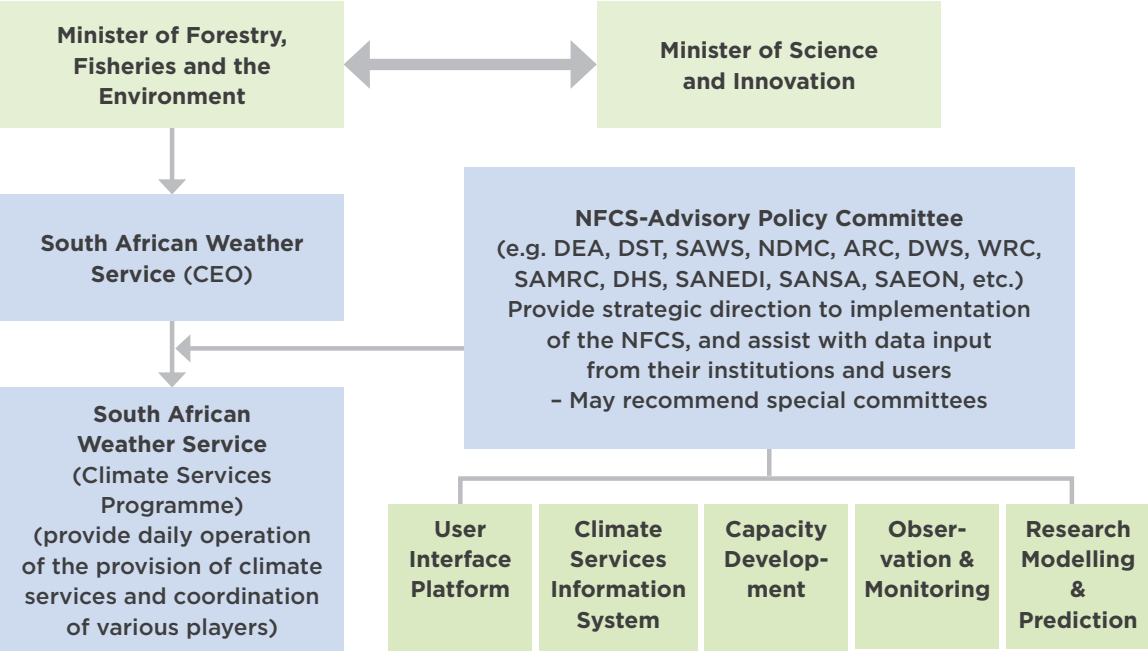 Minister of Forestry,
Fisheries and the
Environment
Minister of Science
and Innovation
South African Weather
Service (CEO)
NFCS-Advisory Policy Committee
(e.g. DEA, DST, SAWS, NDMC, ARC, DWS, WRC,
SAMRC, DHS, SANEDI, SANSA, SAEON, etc.)
Provide strategic direction to implementation
of the NFCS, and assist with data input
from their institutions and users
– May recommend special committees
South African
Weather Service
(Climate Services
Programme)
(provide daily operation
of the provision of climate
services and coordination
of various players)
User
Interface
Platform
Climate
Services
Information
System
Capacity
Develop-
ment
Obser-
vation &
Monitoring
Research
Modelling
&
Prediction